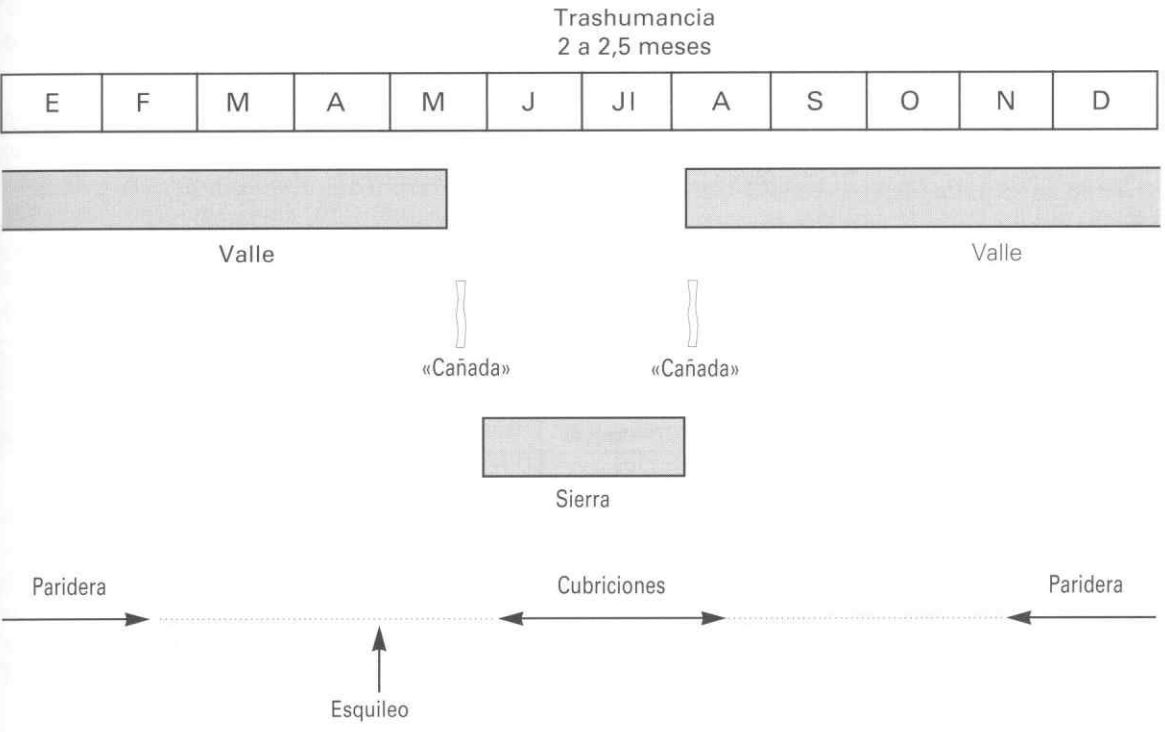 Trashumancia
2 a 2,5 meses
E F M A M J Jl A S O N D
Valle Valle
«Cañada» «Cañada»
Sierra
Paridera Cubriciones Paridera
Esquileo